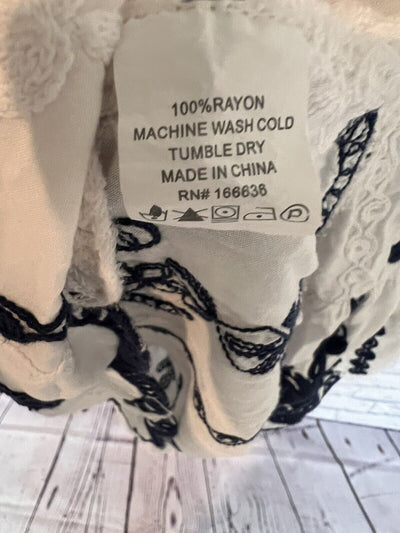 100%RAYON
MACHINE WASH COLD
TUMBLE DRY
MADE IN CHINA
RN# 166636
P